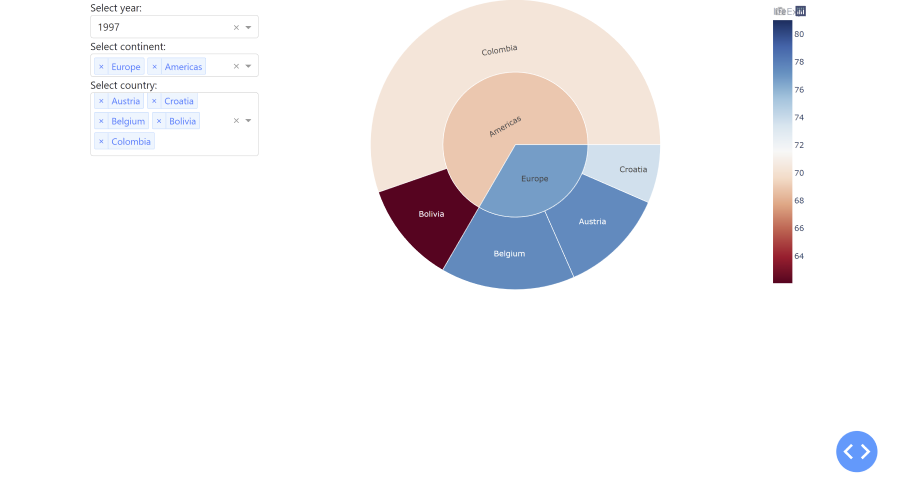 Select year:
1997
Select continent:
× Europe × Americas
Select country:
× Austria × Croatia
× Belgium × Bolivia
× Colombia
Colombia
Americas
Europe
Croatia
Austria
Belgium
Bolivia
80
78
76
74
72
70
68
66
64